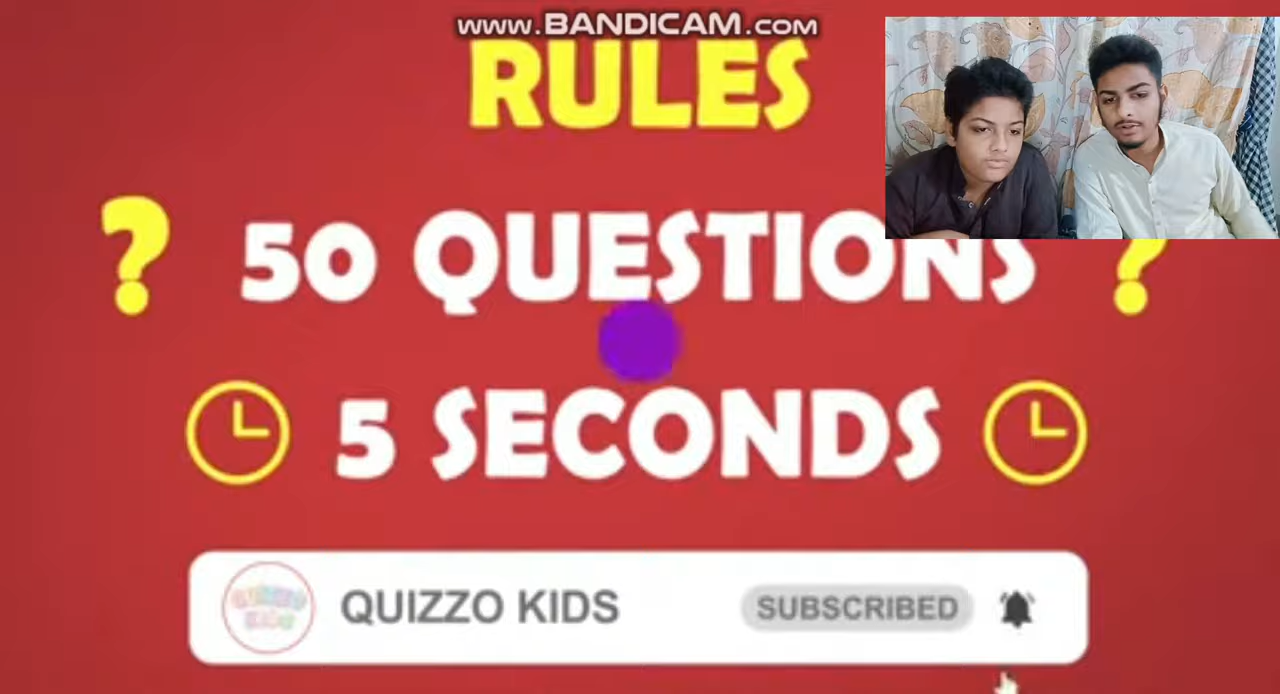 www.BANDICAM.com
RULES
? 50 QUESTIONS ?
5 SECONDS
QUIZZO KIDS SUBSCRIBED